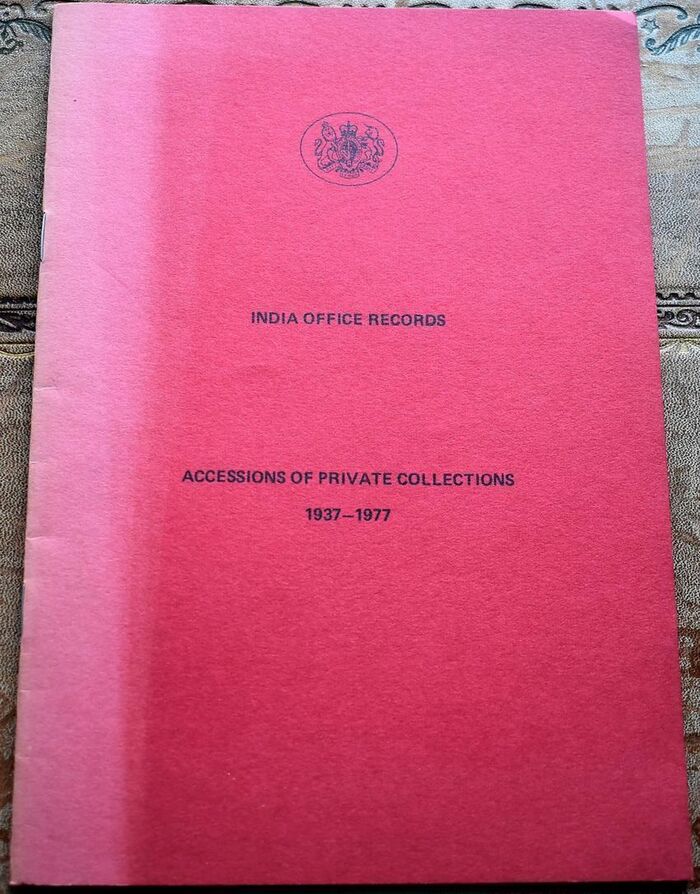 INDIA OFFICE RECORDS
ACCESSIONS OF PRIVATE COLLECTIONS
1937–1977